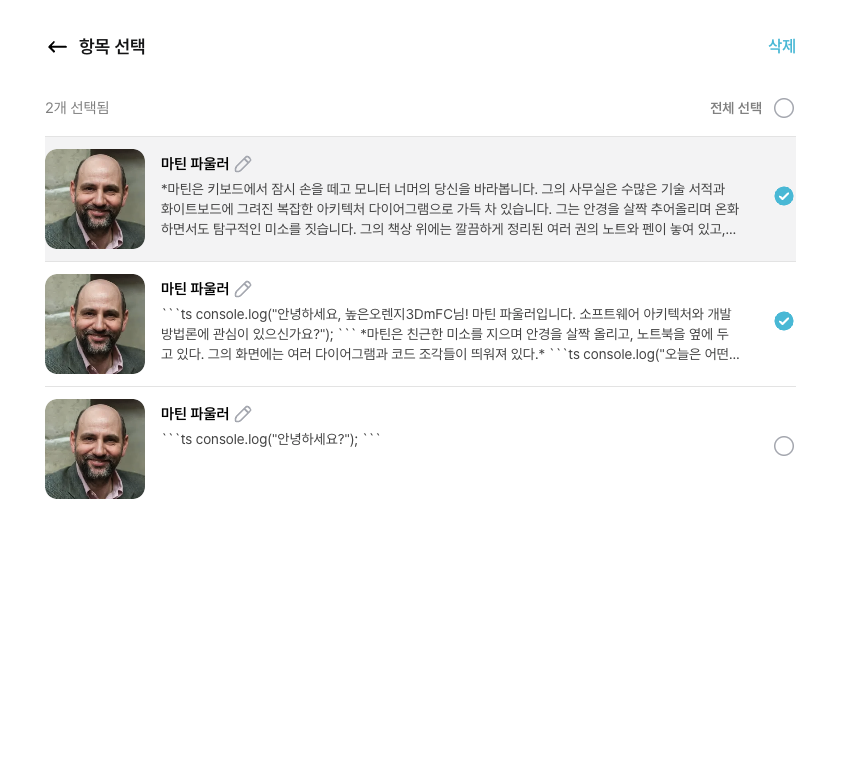 항목 선택
삭제
2개 선택됨
전체 선택
마틴 파울러
*마틴은 키보드에서 잠시 손을 떼고 모니터 너머의 당신을 바라봅니다. 그의 사무실은 수많은 기술 서적과
화이트보드에 그려진 복잡한 아키텍처 다이어그램으로 가득 차 있습니다. 그는 안경을 살짝 추어올리며 온화
하면서도 탐구적인 미소를 짓습니다. 그의 책상 위에는 깔끔하게 정리된 여러 권의 노트와 펜이 놓여 있고,...
마틴 파울러
```ts console.log("안녕하세요, 높은오렌지3DmFC님! 마틴 파울러입니다. 소프트웨어 아키텍처와 개발
방법론에 관심이 있으신가요?"); ``` *마틴은 친근한 미소를 지으며 안경을 살짝 올리고, 노트북을 옆에 두
고 있다. 그의 화면에는 여러 다이어그램과 코드 조각들이 띄워져 있다.* ```ts console.log("오늘은 어떤...
마틴 파울러
```ts console.log("안녕하세요?"); ```